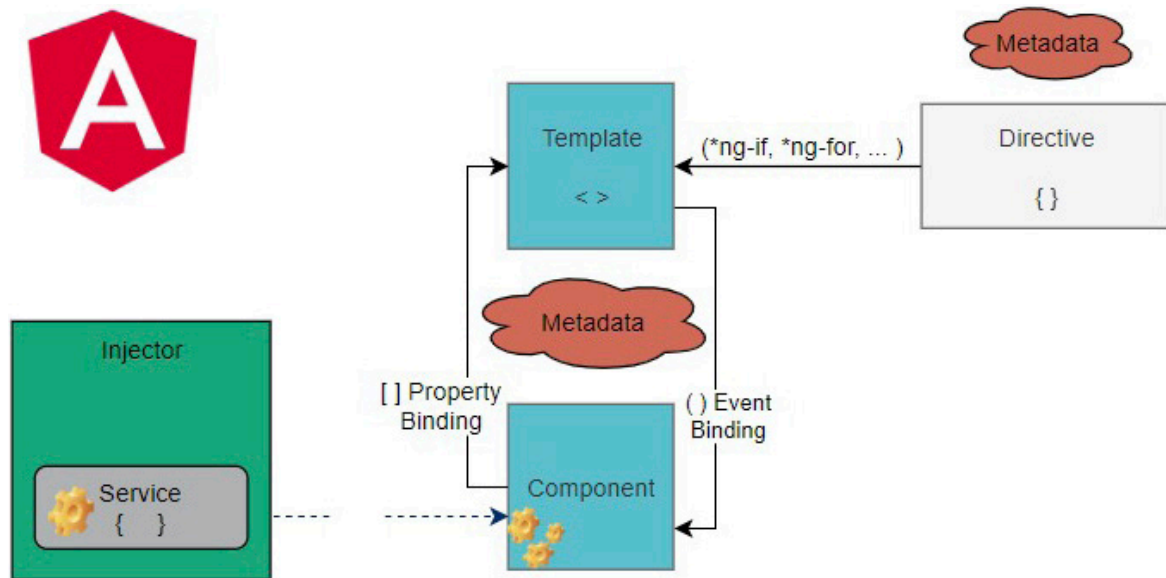 A
Metadata
Template
< >
(*ng-if, *ng-for, ... )
Directive
{ }
Metadata
Injector
[ ] Property
Binding
( ) Event
Binding
Service
{ }
Component